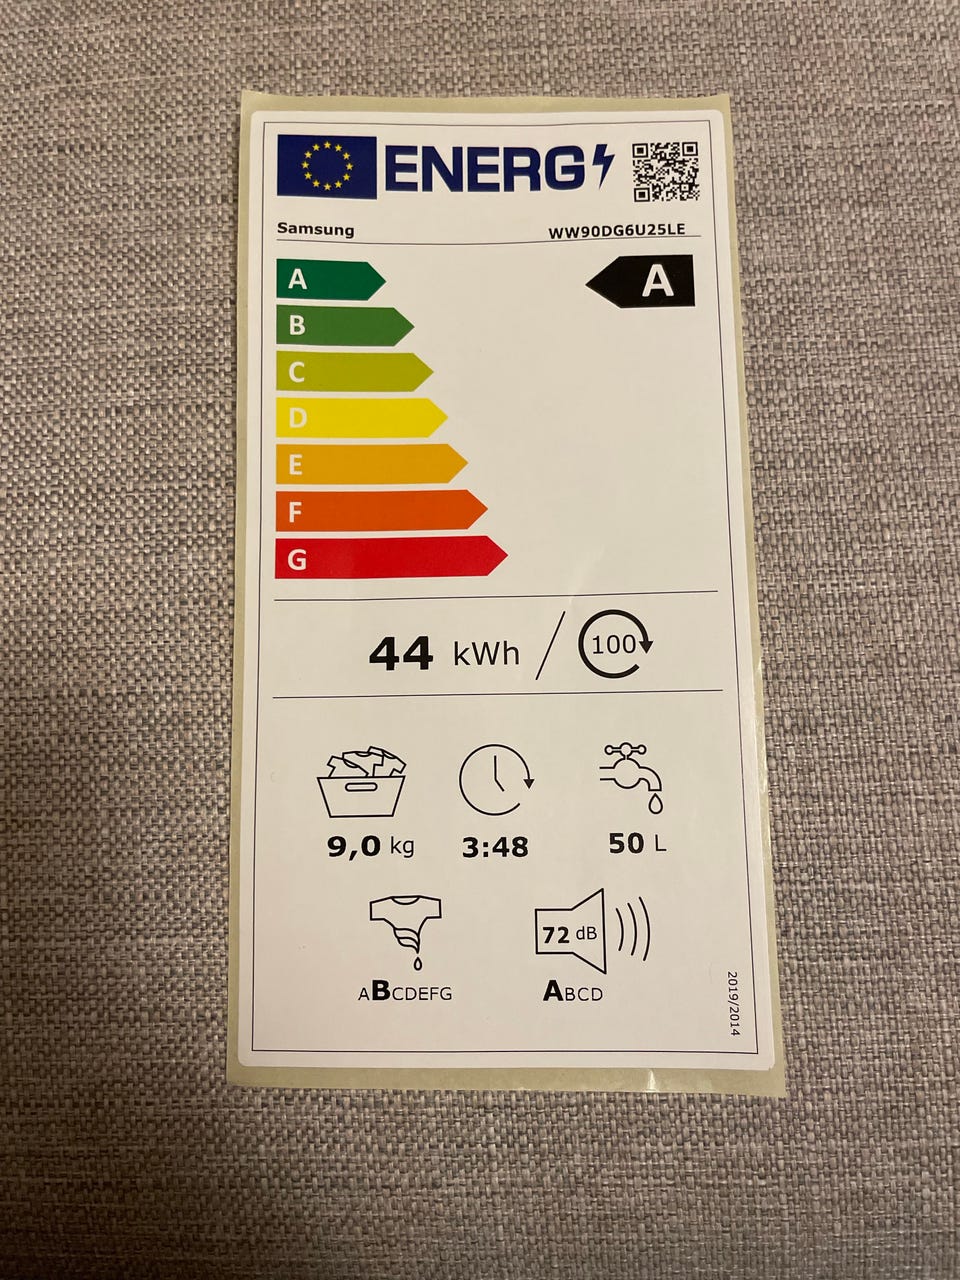 ENERG
Samsung WW90DG6U25LE
A A
B
C
D
E
F
G
44 kWh / 100
9,0 kg 3:48 50 L
72 dB
ABCDEFG ABCD
2019/2014